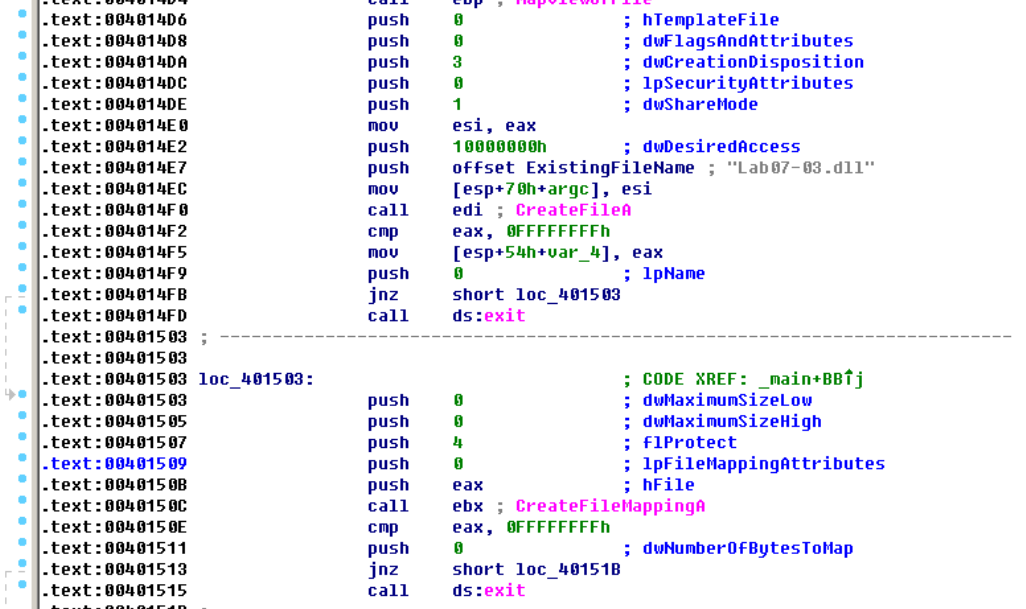 .text:004014D4 call ebp ; MapViewOfFile
.text:004014D6 push 0 ; hTemplateFile
.text:004014D8 push 0 ; dwFlagsAndAttributes
.text:004014DA push 3 ; dwCreationDisposition
.text:004014DC push 0 ; lpSecurityAttributes
.text:004014DE push 1 ; dwShareMode
.text:004014E0 mov esi, eax
.text:004014E2 push 10000000h ; dwDesiredAccess
.text:004014E7 push offset ExistingFileName ; "Lab07-03.dll"
.text:004014EC mov [esp+70h+argc], esi
.text:004014F0 call edi ; CreateFileA
.text:004014F2 cmp eax, 0FFFFFFFFh
.text:004014F5 mov [esp+54h+var_4], eax
.text:004014F9 push 0 ; lpName
.text:004014FB jnz short loc_401503
.text:004014FD call ds:exit
.text:00401503 ; ---------------------------------------------------------------------------
.text:00401503
.text:00401503 loc_401503: ; CODE XREF: _main+BB↑j
.text:00401503 push 0 ; dwMaximumSizeLow
.text:00401505 push 0 ; dwMaximumSizeHigh
.text:00401507 push 4 ; flProtect
.text:00401509 push 0 ; lpFileMappingAttributes
.text:0040150B push eax ; hFile
.text:0040150C call ebx ; CreateFileMappingA
.text:0040150E cmp eax, 0FFFFFFFFh
.text:00401511 push 0 ; dwNumberOfBytesToMap
.text:00401513 jnz short loc_40151B
.text:00401515 call ds:exit
.text:0040151B ;